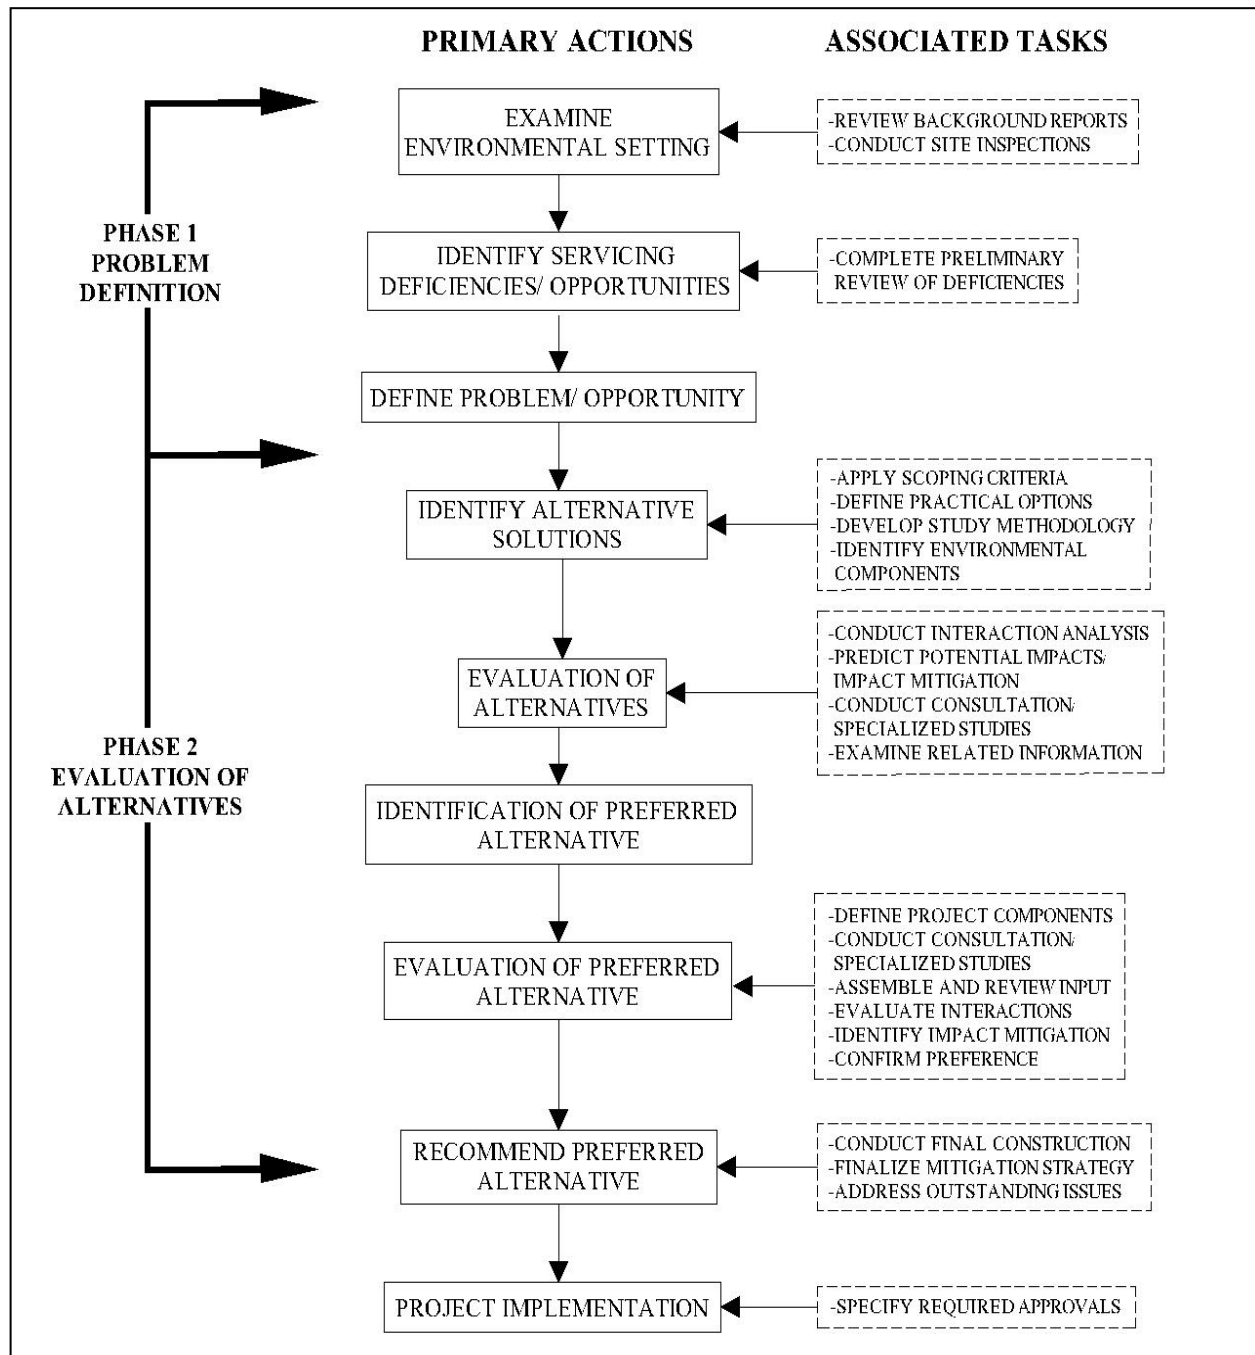 PRIMARY ACTIONS
ASSOCIATED TASKS
EXAMINE
ENVIRONMENTAL SETTING
-REVIEW BACKGROUND REPORTS
-CONDUCT SITE INSPECTIONS
PHASE 1
PROBLEM
DEFINITION
IDENTIFY SERVICING
DEFICIENCIES/ OPPORTUNITIES
-COMPLETE PRELIMINARY
REVIEW OF DEFICIENCIES
DEFINE PROBLEM/ OPPORTUNITY
IDENTIFY ALTERNATIVE
SOLUTIONS
-APPLY SCOPING CRITERIA
-DEFINE PRACTICAL OPTIONS
-DEVELOP STUDY METHODOLOGY
-IDENTIFY ENVIRONMENTAL
COMPONENTS
PHASE 2
EVALUATION OF
ALTERNATIVES
EVALUATION OF
ALTERNATIVES
-CONDUCT INTERACTION ANALYSIS
-PREDICT POTENTIAL IMPACTS/
IMPACT MITIGATION
-CONDUCT CONSULTATION/
SPECIALIZED STUDIES
-EXAMINE RELATED INFORMATION
IDENTIFICATION OF PREFERRED
ALTERNATIVE
EVALUATION OF PREFERRED
ALTERNATIVE
-DEFINE PROJECT COMPONENTS
-CONDUCT CONSULTATION/
SPECIALIZED STUDIES
-ASSEMBLE AND REVIEW INPUT
-EVALUATE INTERACTIONS
-IDENTIFY IMPACT MITIGATION
-CONFIRM PREFERENCE
RECOMMEND PREFERRED
ALTERNATIVE
-CONDUCT FINAL CONSTRUCTION
-FINALIZE MITIGATION STRATEGY
-ADDRESS OUTSTANDING ISSUES
PROJECT IMPLEMENTATION
-SPECIFY REQUIRED APPROVALS